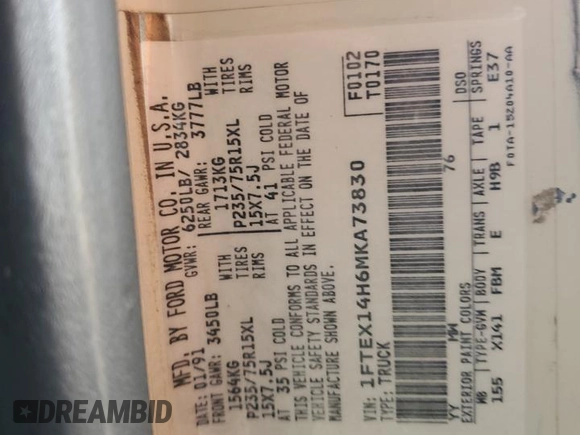 MFD. BY FORD MOTOR CO. IN U.S.A.
DATE: 01/91 GVWR: 6250LB/ 2834KG
FRONT GAWR: 3450LB REAR GAWR: 3777LB
1564KG WITH 1713KG WITH
P235/75R15XL TIRES P235/75R15XL TIRES
15X7.5J RIMS 15X7.5J RIMS
AT 35 PSI COLD AT 41 PSI COLD
THIS VEHICLE CONFORMS TO ALL APPLICABLE FEDERAL MOTOR
VEHICLE SAFETY STANDARDS IN EFFECT ON THE DATE OF
MANUFACTURE SHOWN ABOVE.
VIN: 1FTEX14H6MKA73830 F0102
TYPE: TRUCK T0170
YY MW 76
EXTERIOR PAINT COLORS DSO
WB TYPE-GVW BODY TRANS AXLE TAPE SPRINGS
155 X141 FBM E H9B 1 E37
F0TA-15204A10-AA
DREAMBID